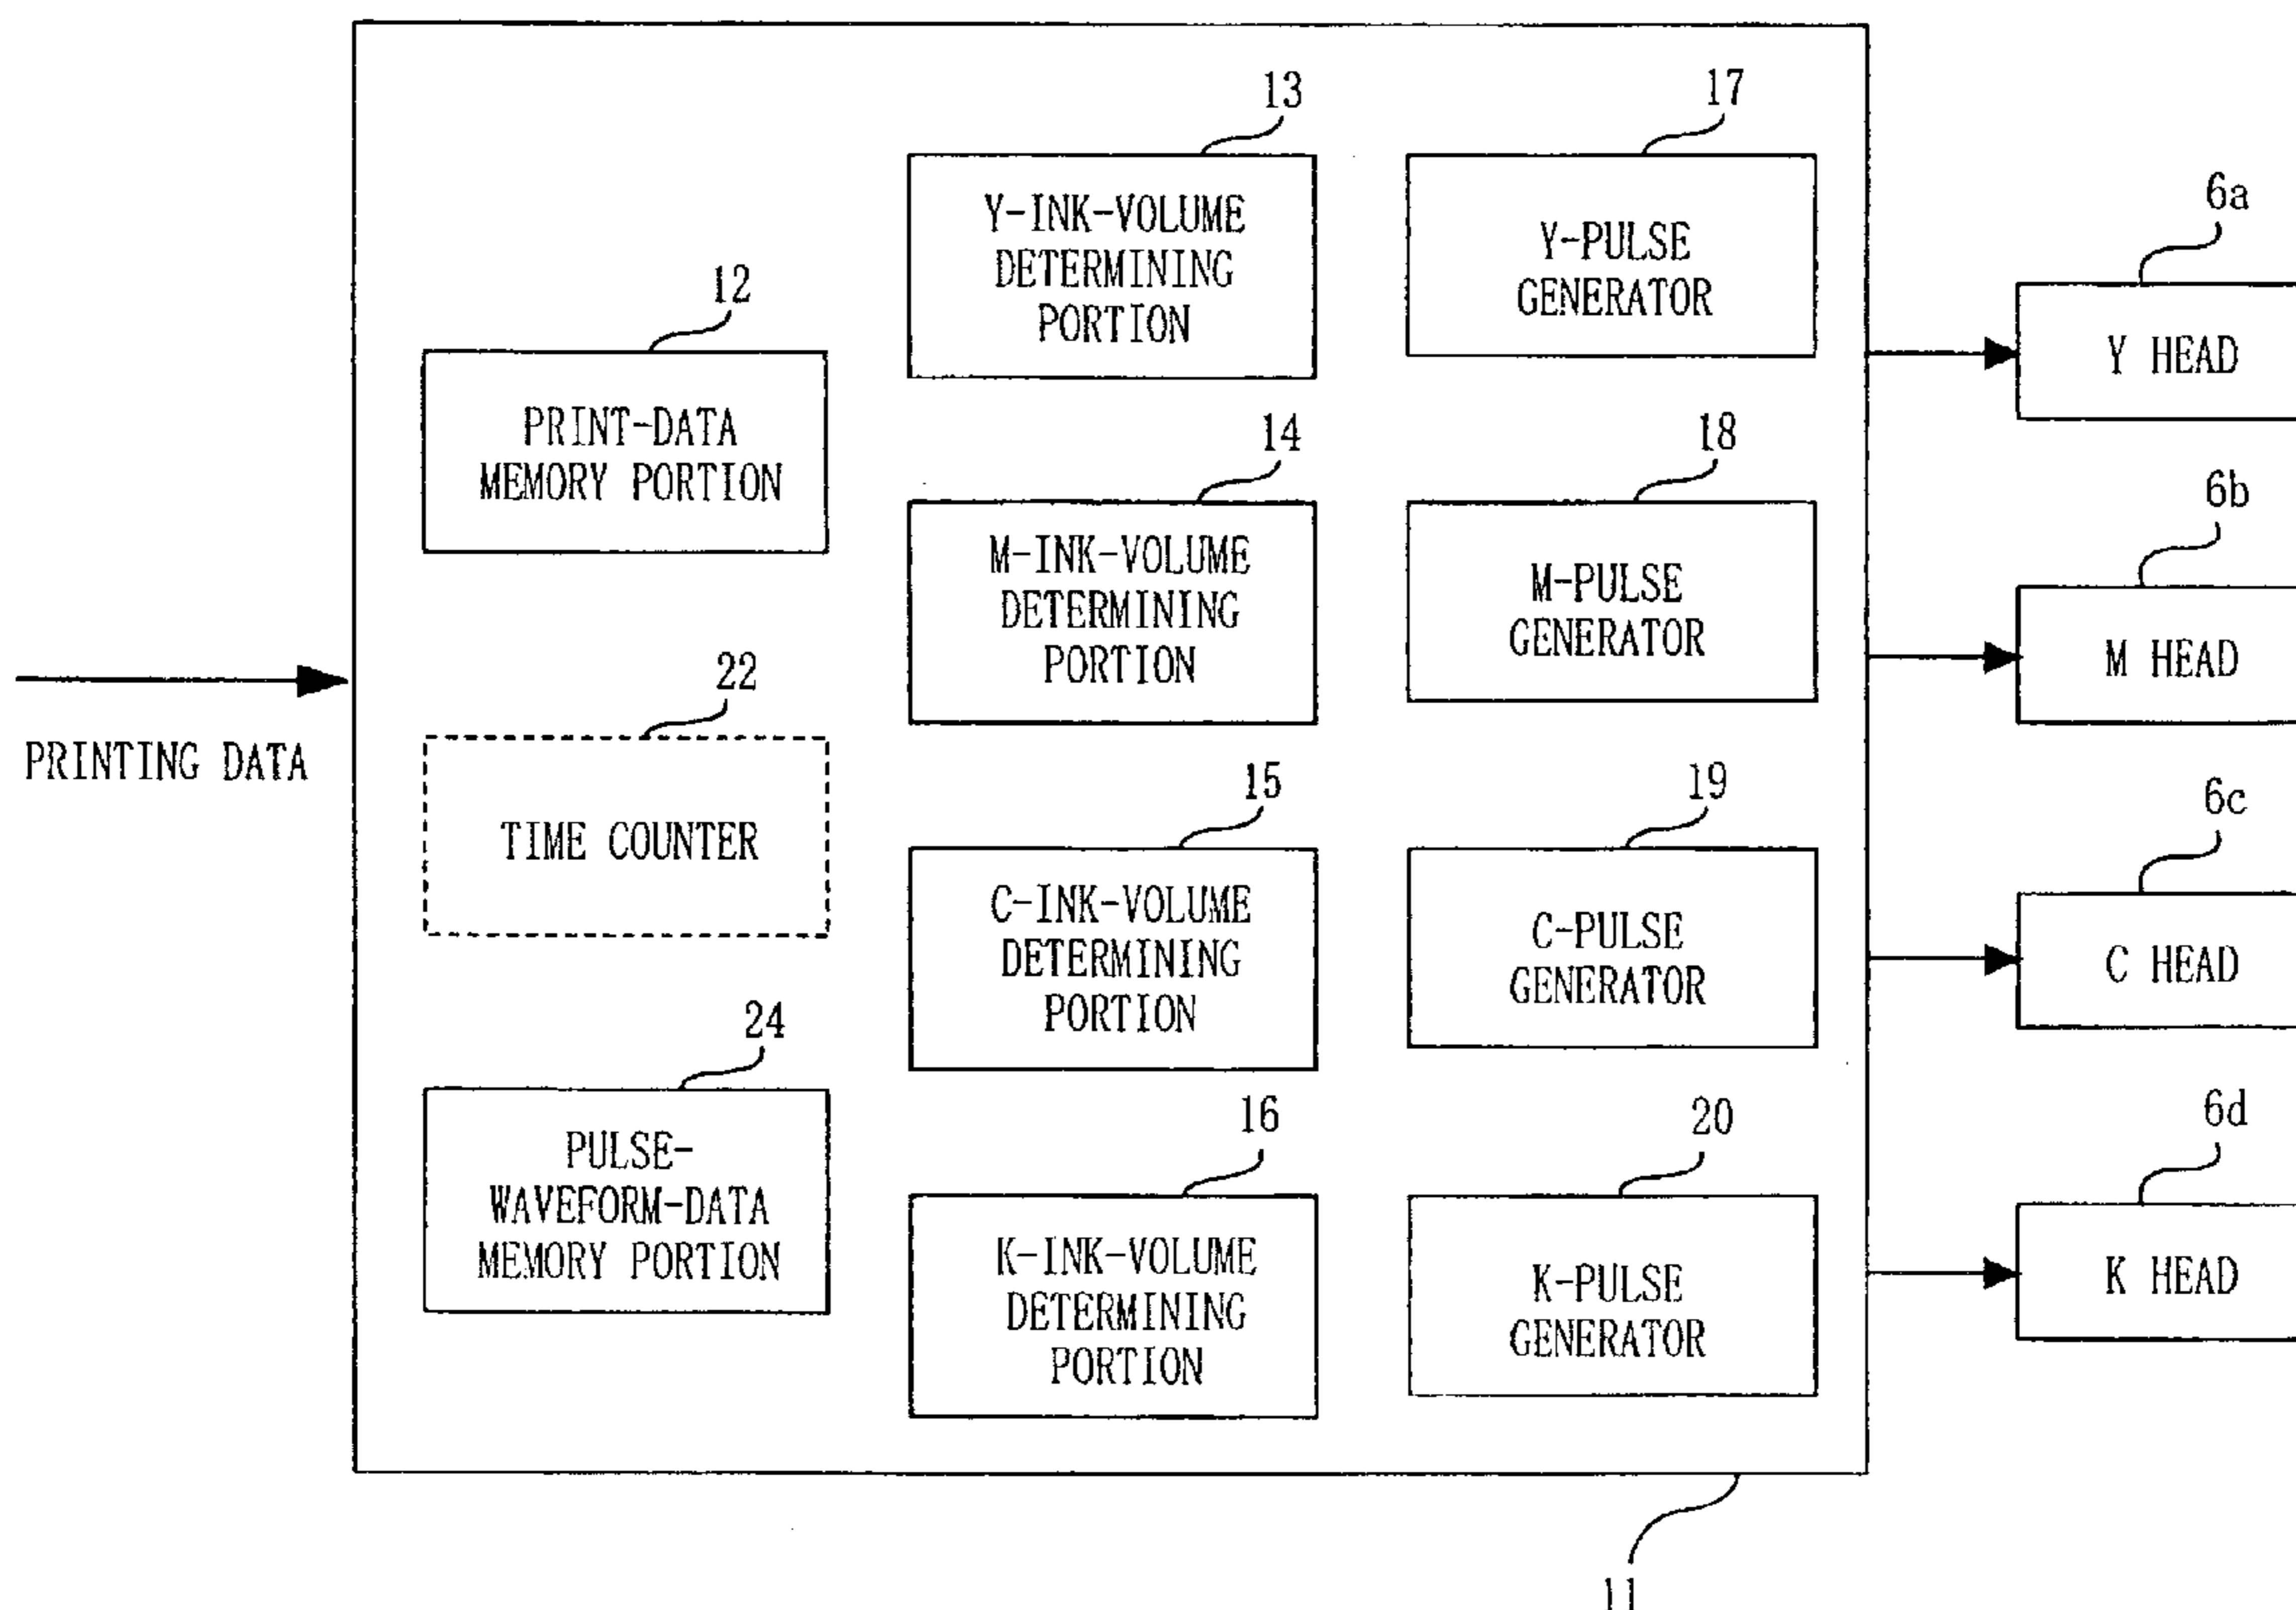 13
17
Y-INK-VOLUME
DETERMINING
PORTION
Y-PULSE
GENERATOR
6a
Y HEAD
12
PRINT-DATA
MEMORY PORTION
14
18
M-INK-VOLUME
DETERMINING
PORTION
M-PULSE
GENERATOR
6b
M HEAD
PRINTING DATA
22
TIME COUNTER
15
19
C-INK-VOLUME
DETERMINING
PORTION
C-PULSE
GENERATOR
6c
C HEAD
24
PULSE-
WAVEFORM-DATA
MEMORY PORTION
16
20
K-INK-VOLUME
DETERMINING
PORTION
K-PULSE
GENERATOR
6d
K HEAD
11